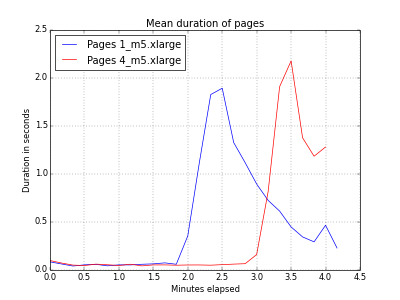 Mean duration of pages
2.5
Pages 1_m5.xlarge
Pages 4_m5.xlarge
2.0
1.5
1.0
0.5
0.0
Duration in seconds
0.0 0.5 1.0 1.5 2.0 2.5 3.0 3.5 4.0 4.5
Minutes elapsed